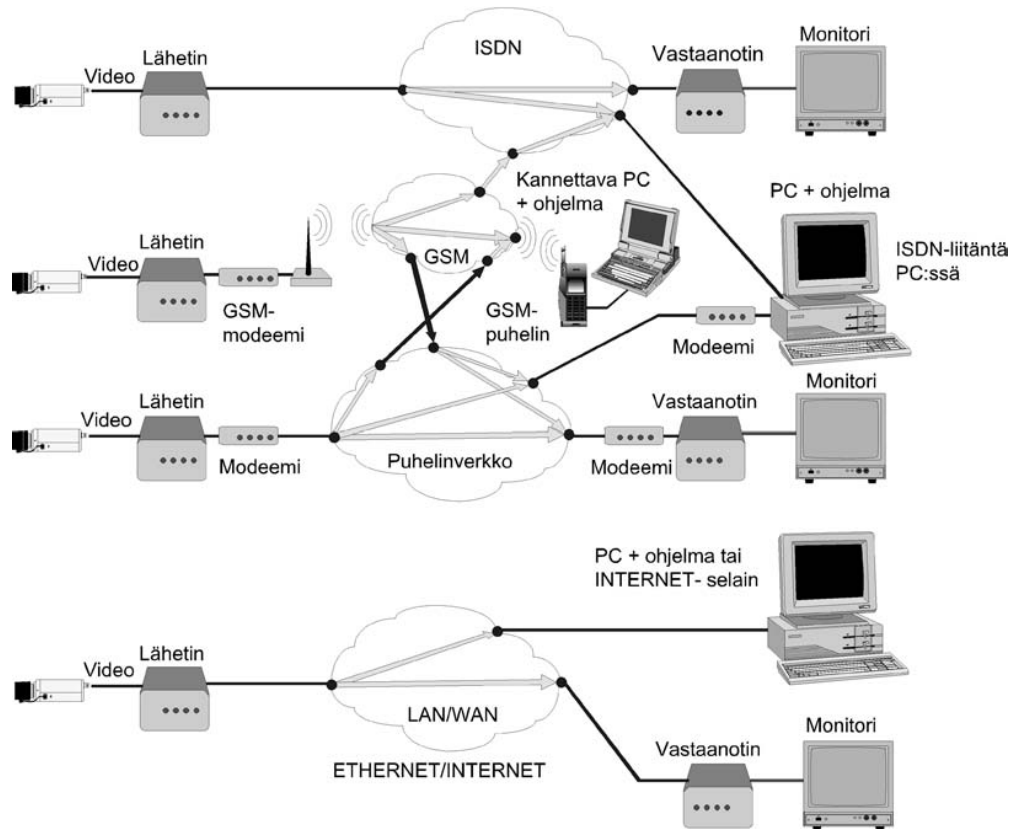 ISDN
Video
Lähetin
Vastaanotin
Monitori
Kannettava PC
+ ohjelma
PC + ohjelma
ISDN-liitäntä
PC:ssä
Video
Lähetin
GSM-
modeemi
GSM
GSM-
puhelin
Modeemi
Video
Lähetin
Modeemi
Puhelinverkko
Modeemi
Vastaanotin
Monitori
PC + ohjelma tai
INTERNET- selain
Video
Lähetin
LAN/WAN
ETHERNET/INTERNET
Vastaanotin
Monitori